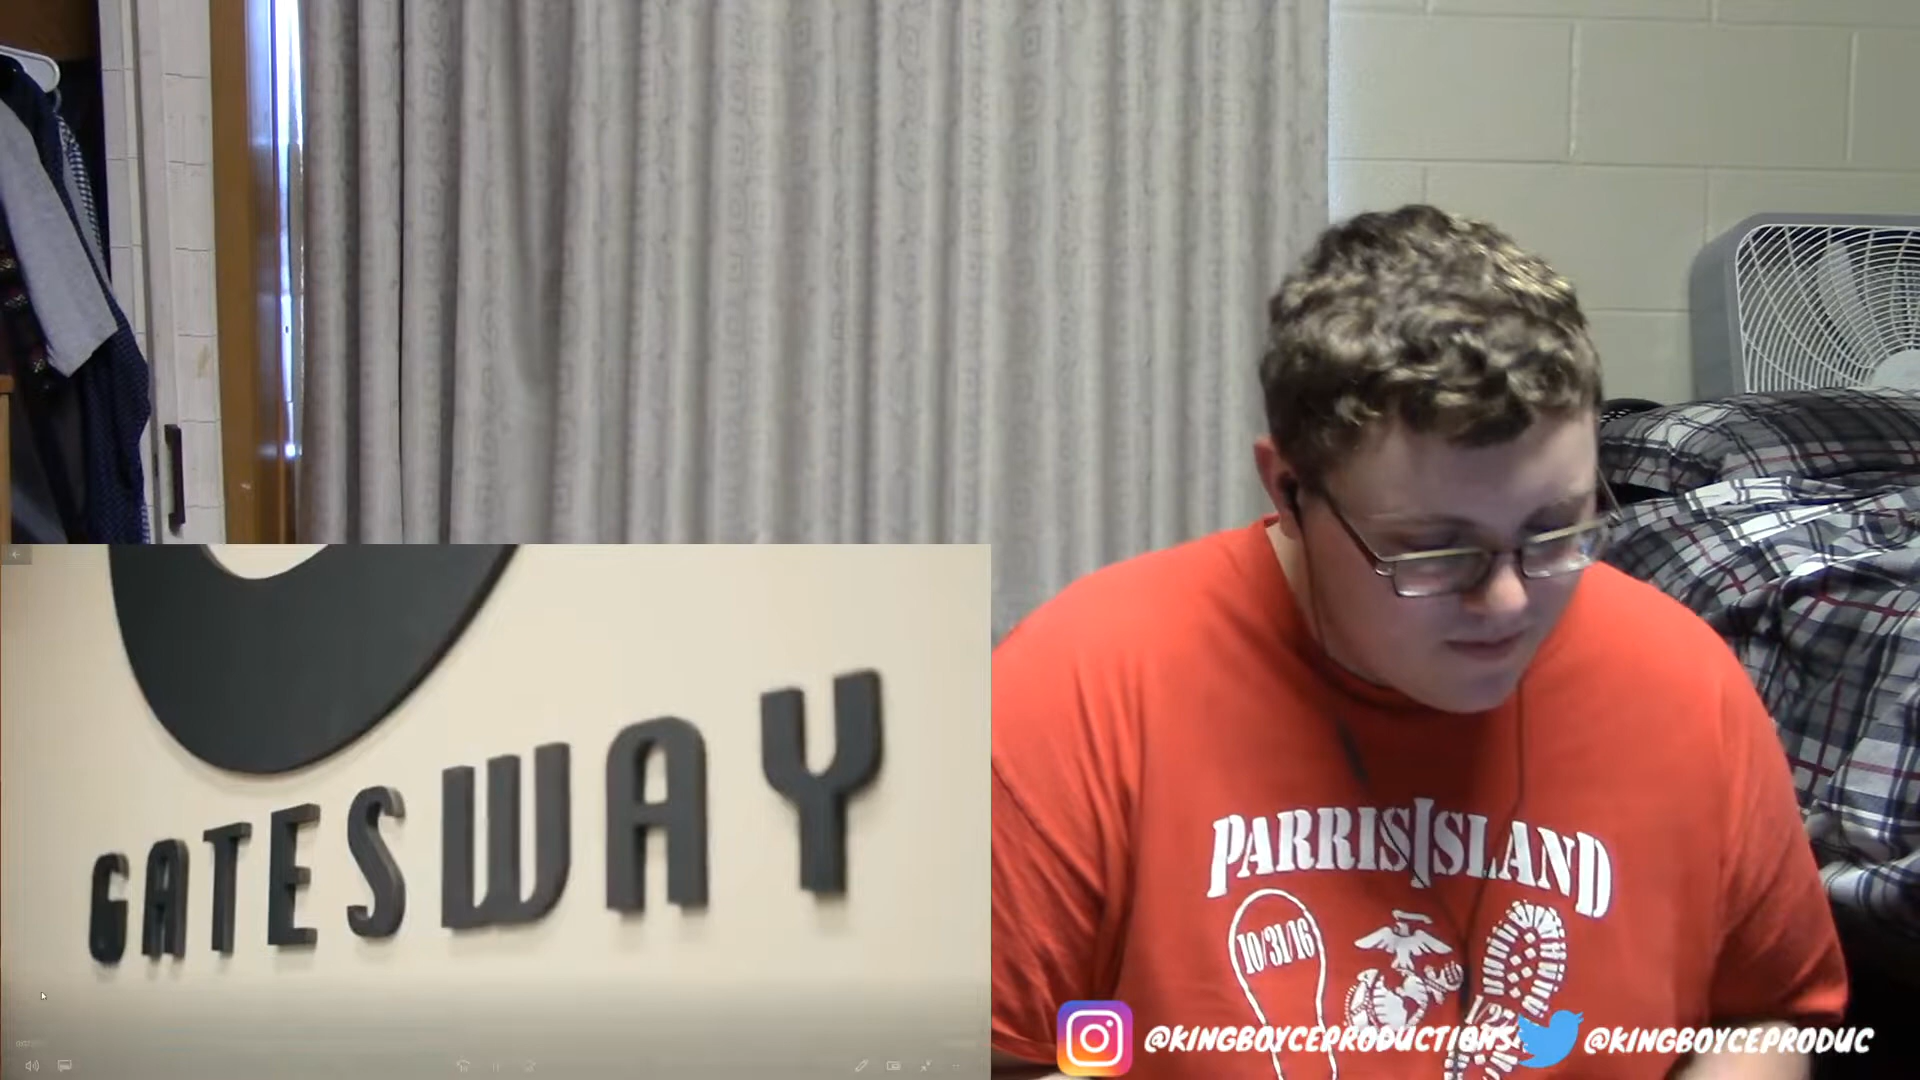 GATESWAY
PARRIS ISLAND
10/31/16
@KINGBOYCEPRODUCTIONS
@KINGBOYCEPRODUC